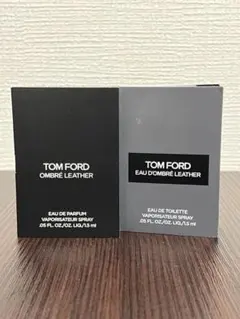 TOM FORD
OMBRÉ LEATHER
EAU DE PARFUM
VAPORISATEUR SPRAY
.05 FL. OZ./OZ. LIQ./1.5 ml
TOM FORD
EAU D'OMBRÉ LEATHER
EAU DE TOILETTE
VAPORISATEUR SPRAY
.05 FL. OZ./OZ. LIQ./1.5 ml